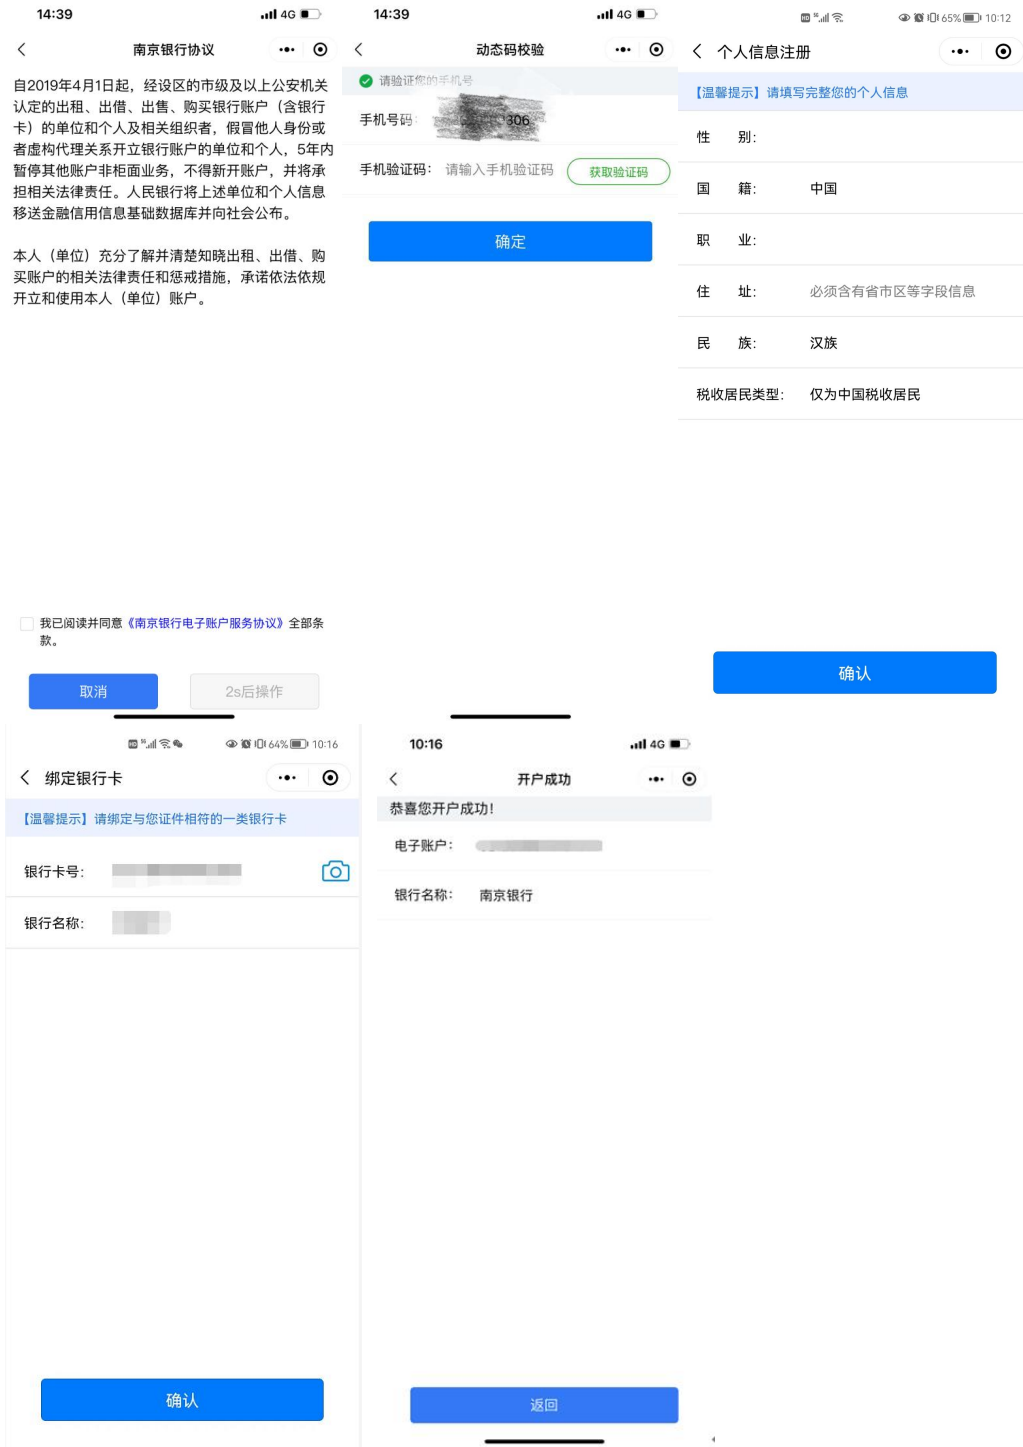 14:39
4G
南京银行协议
自2019年4月1日起，经设区的市级及以上公安机关
认定的出租、出借、出售、购买银行账户（含银行
卡）的单位和个人及相关组织者，假冒他人身份或
者虚构代理关系开立银行账户的单位和个人，5年内
暂停其他账户非柜面业务，不得新开账户，并将承
担相关法律责任。人民银行将上述单位和个人信息
移送金融信用信息基础数据库并向社会公布。
本人（单位）充分了解并清楚知晓出租、出借、购
买账户的相关法律责任和惩戒措施，承诺依法依规
开立和使用本人（单位）账户。
我已阅读并同意《南京银行电子账户服务协议》全部条
款。
取消
2s后操作
14:39
4G
动态码校验
请验证您的手机号
手机号码：
306
手机验证码：
请输入手机验证码
获取验证码
确定
65%
10:12
个人信息注册
【温馨提示】请填写完整您的个人信息
性 别：
国 籍： 中国
职 业：
住 址： 必须含有省市区等字段信息
民 族： 汉族
税收居民类型： 仅为中国税收居民
确认
64%
10:16
绑定银行卡
【温馨提示】请绑定与您证件相符的一类银行卡
银行卡号：
银行名称：
确认
10:16
4G
开户成功
恭喜您开户成功！
电子账户：
银行名称： 南京银行
返回